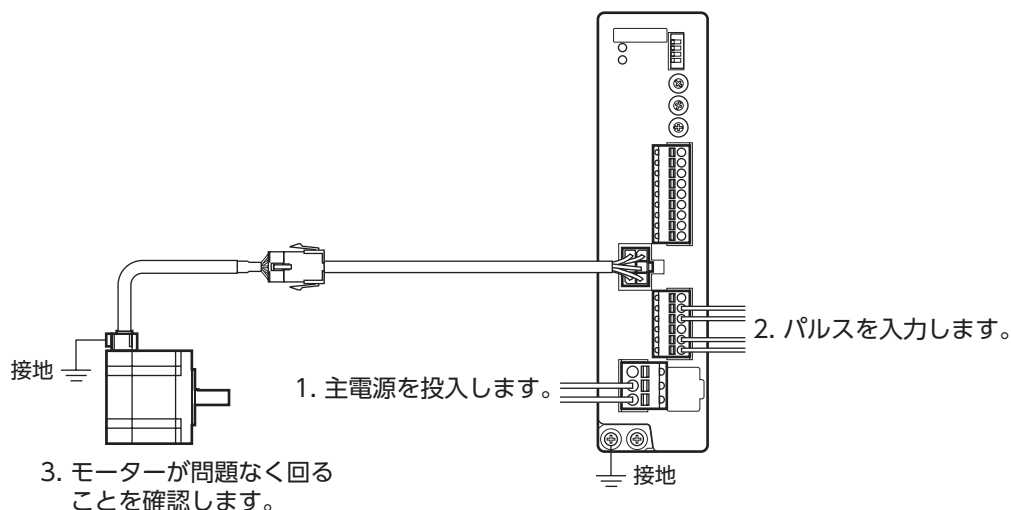 2. パルスを入力します。
接地
1. 主電源を投入します。
3. モーターが問題なく回る
ことを確認します。
接地